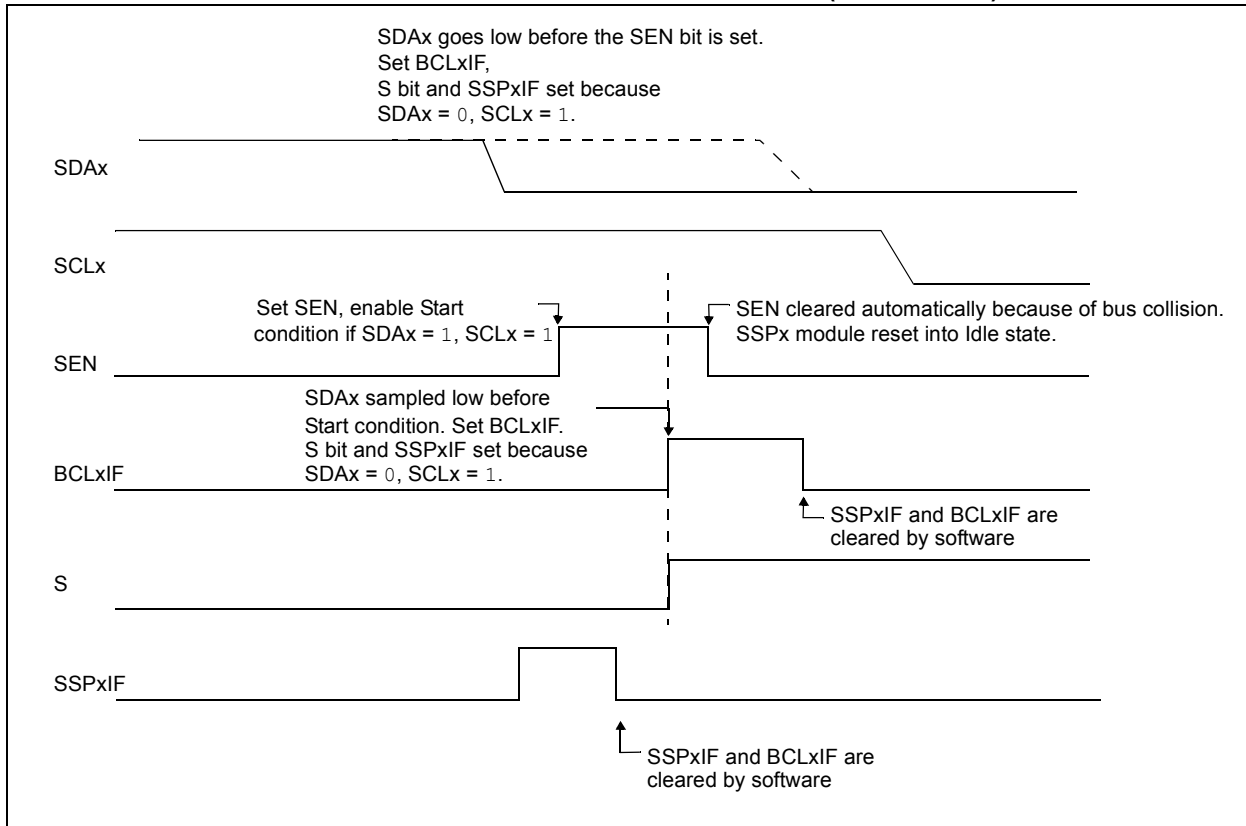 SDAx goes low before the SEN bit is set.
Set BCLxIF,
S bit and SSPxIF set because
SDAx = 0, SCLx = 1.
SDAx
SCLx
Set SEN, enable Start
condition if SDAx = 1, SCLx = 1
SEN cleared automatically because of bus collision.
SSPx module reset into Idle state.
SEN
SDAx sampled low before
Start condition. Set BCLxIF.
S bit and SSPxIF set because
SDAx = 0, SCLx = 1.
BCLxIF
SSPxIF and BCLxIF are
cleared by software
S
SSPxIF
SSPxIF and BCLxIF are
cleared by software